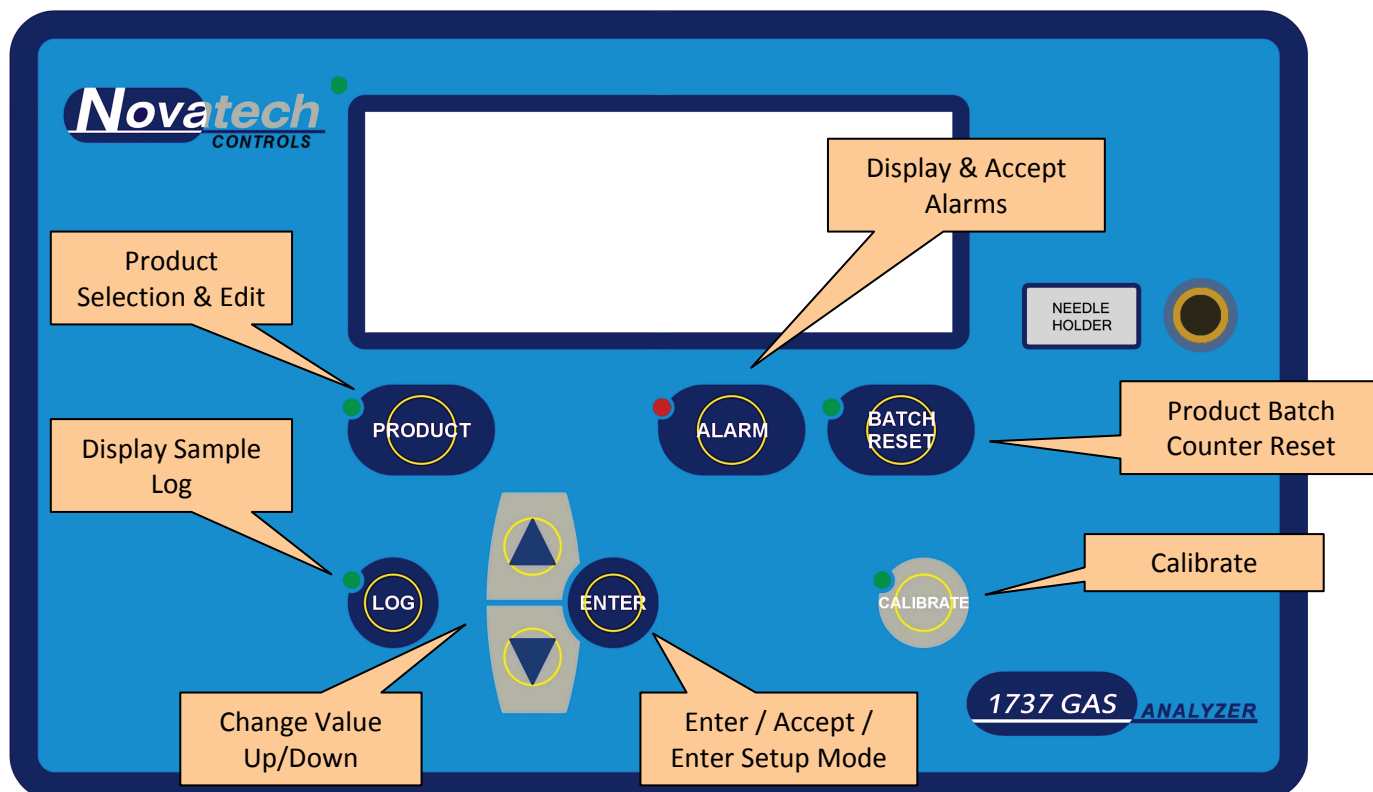 Novatech
CONTROLS
Display & Accept
Alarms
Product
Selection & Edit
NEEDLE
HOLDER
PRODUCT
ALARM
BATCH
RESET
Product Batch
Counter Reset
Display Sample
Log
LOG
ENTER
CALIBRATE
Calibrate
Change Value
Up/Down
Enter / Accept /
Enter Setup Mode
1737 GAS ANALYZER